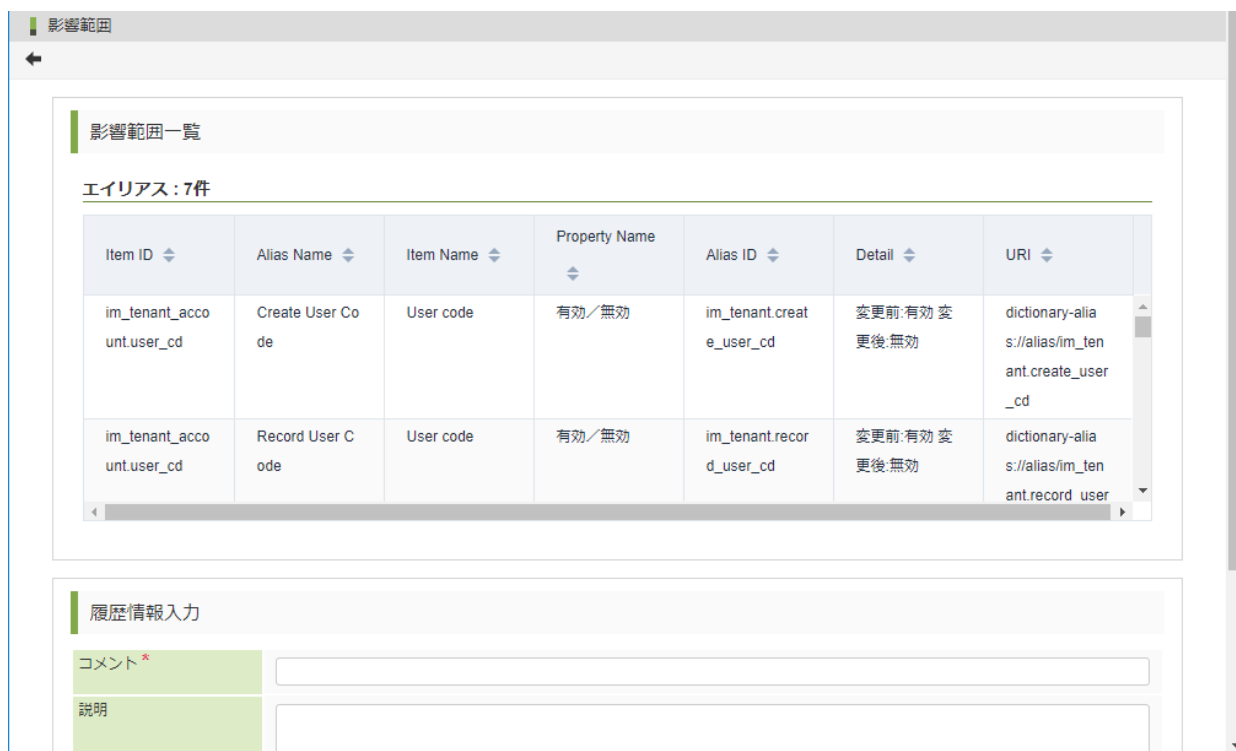 影響範囲
影響範囲一覧
エイリアス : 7件
Item ID Alias Name Item Name Property Name Alias ID Detail URI
im_tenant_acco Create User Co User code 有効／無効 im_tenant.creat 変更前:有効 変 dictionary-alia
unt.user_cd de e_user_cd 更後:無効 s://alias/im_ten
ant.create_user
_cd
im_tenant_acco Record User C User code 有効／無効 im_tenant.recor 変更前:有効 変 dictionary-alia
unt.user_cd ode d_user_cd 更後:無効 s://alias/im_ten
ant.record_user
履歴情報入力
コメント *
説明